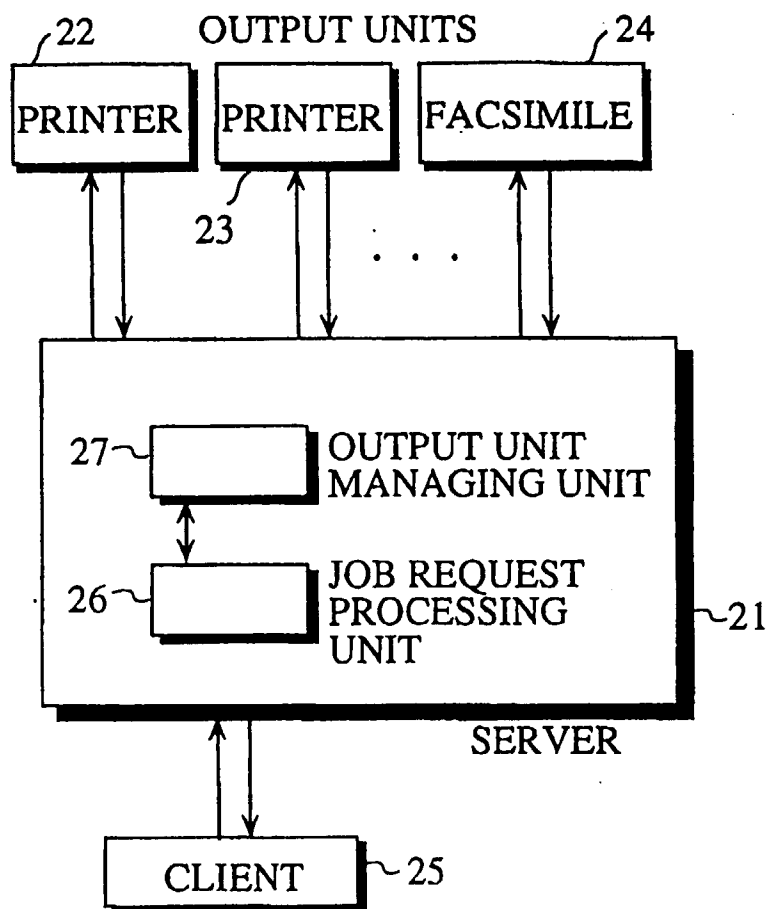 22 OUTPUT UNITS 24
PRINTER PRINTER FACSIMILE
23
. . .
27 OUTPUT UNIT
MANAGING UNIT
26 JOB REQUEST
PROCESSING
UNIT
21
SERVER
CLIENT 25